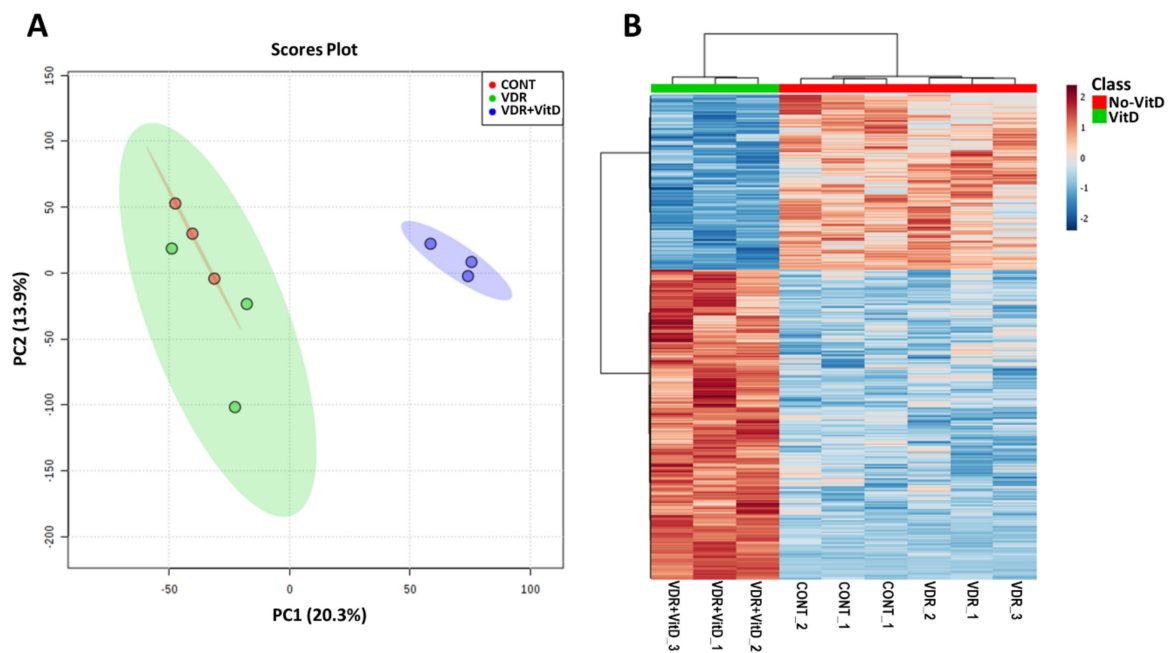 A
Scores Plot
CONT
VDR
VDR+VitD
150
100
50
0
-50
-100
-150
-200
PC2 (13.9%)
-50
0
50
100
PC1 (20.3%)
B
Class
No-VitD
VitD
2
1
0
-1
-2
VDR+VitD_3
VDR+VitD_1
VDR+VitD_2
CONT_2
CONT_1
CONT_1
VDR_2
VDR_1
VDR_3